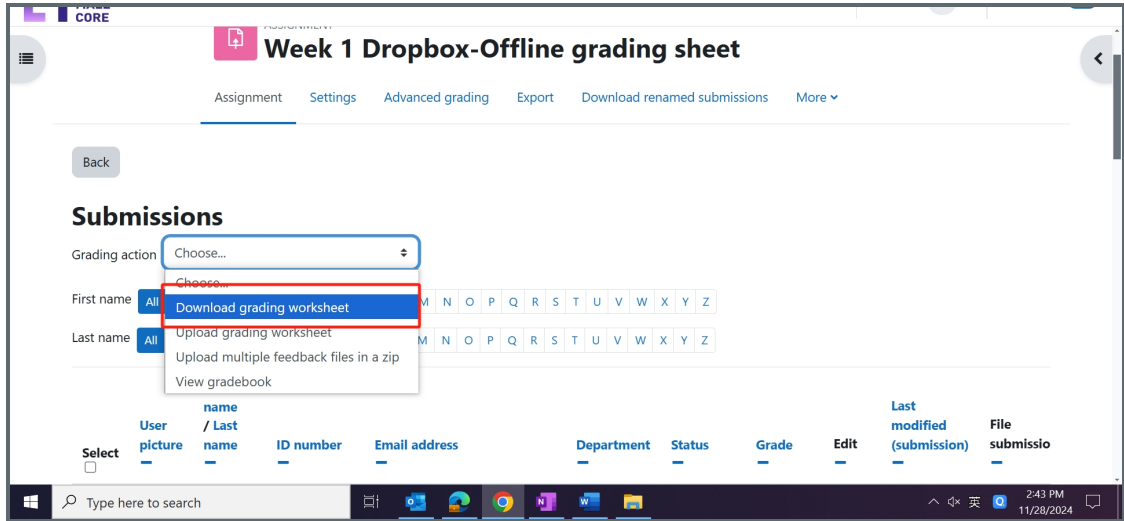 CORE
Week 1 Dropbox-Offline grading sheet
Assignment Settings Advanced grading Export Download renamed submissions More
Back
Submissions
Grading action Choose...
Choose...
First name All M N O P Q R S T U V W X Y Z
Download grading worksheet
Upload grading worksheet
Last name All M N O P Q R S T U V W X Y Z
Upload multiple feedback files in a zip
View gradebook
Select
User picture
name / Last name
ID number
Email address
Department
Status
Grade
Edit
Last modified (submission)
File submissio
Type here to search
英
2:43 PM
11/28/2024